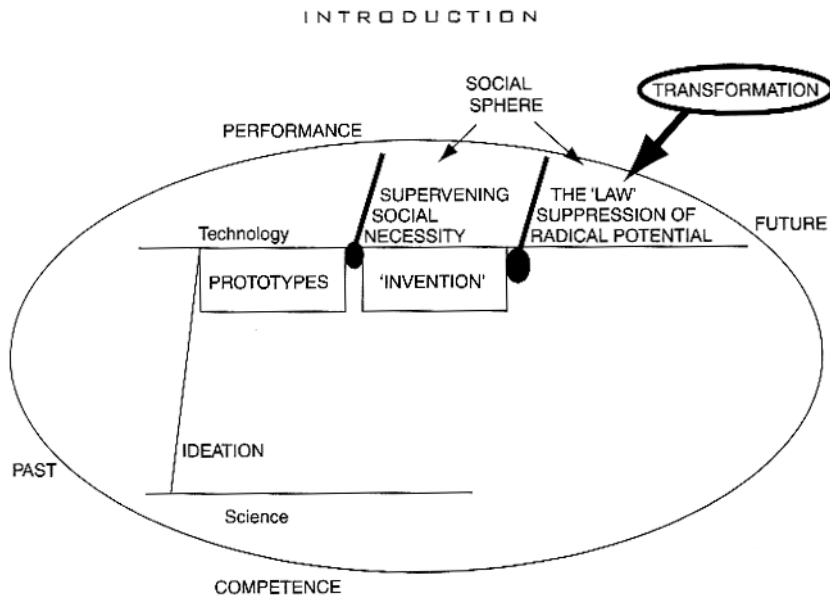 INTRODUCTION
SOCIAL
SPHERE
TRANSFORMATION
PERFORMANCE
SUPERVENING
SOCIAL
NECESSITY
THE 'LAW'
SUPPRESSION OF
RADICAL POTENTIAL
FUTURE
Technology
PROTOTYPES
'INVENTION'
IDEATION
PAST
Science
COMPETENCE